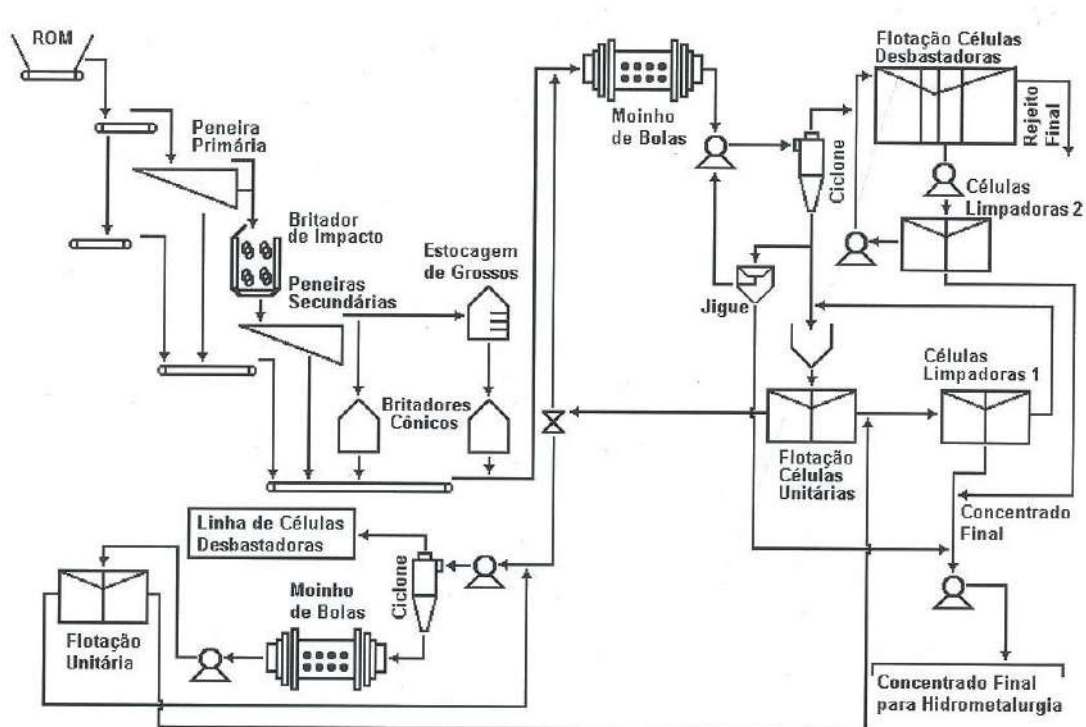 ROM
Peneira
Primária
Britador
de Impacto
Peneiras
Secundárias
Estocagem
de Grossos
Britadores
Cônicos
Moinho
de Bolas
Ciclone
Flotação Células
Desbastadoras
Rejeito
Final
Células
Limpadoras 2
Jigue
Células
Limpadoras 1
Flotação
Células
Unitárias
Concentrado
Final
Linha de Células
Desbastadoras
Ciclone
Moinho
de Bolas
Flotação
Unitária
Concentrado Final
para Hidrometalurgia